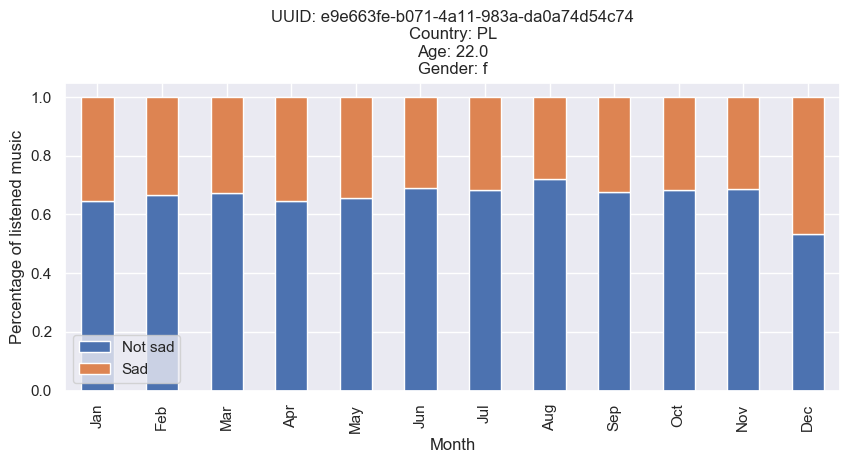 UUID: e9e663fe-b071-4a11-983a-da0a74d54c74
Country: PL
Age: 22.0
Gender: f
Percentage of listened music
1.0
0.8
0.6
0.4
0.2
0.0
Not sad
Sad
Jan
Feb
Mar
Apr
May
Jun
Jul
Aug
Sep
Oct
Nov
Dec
Month